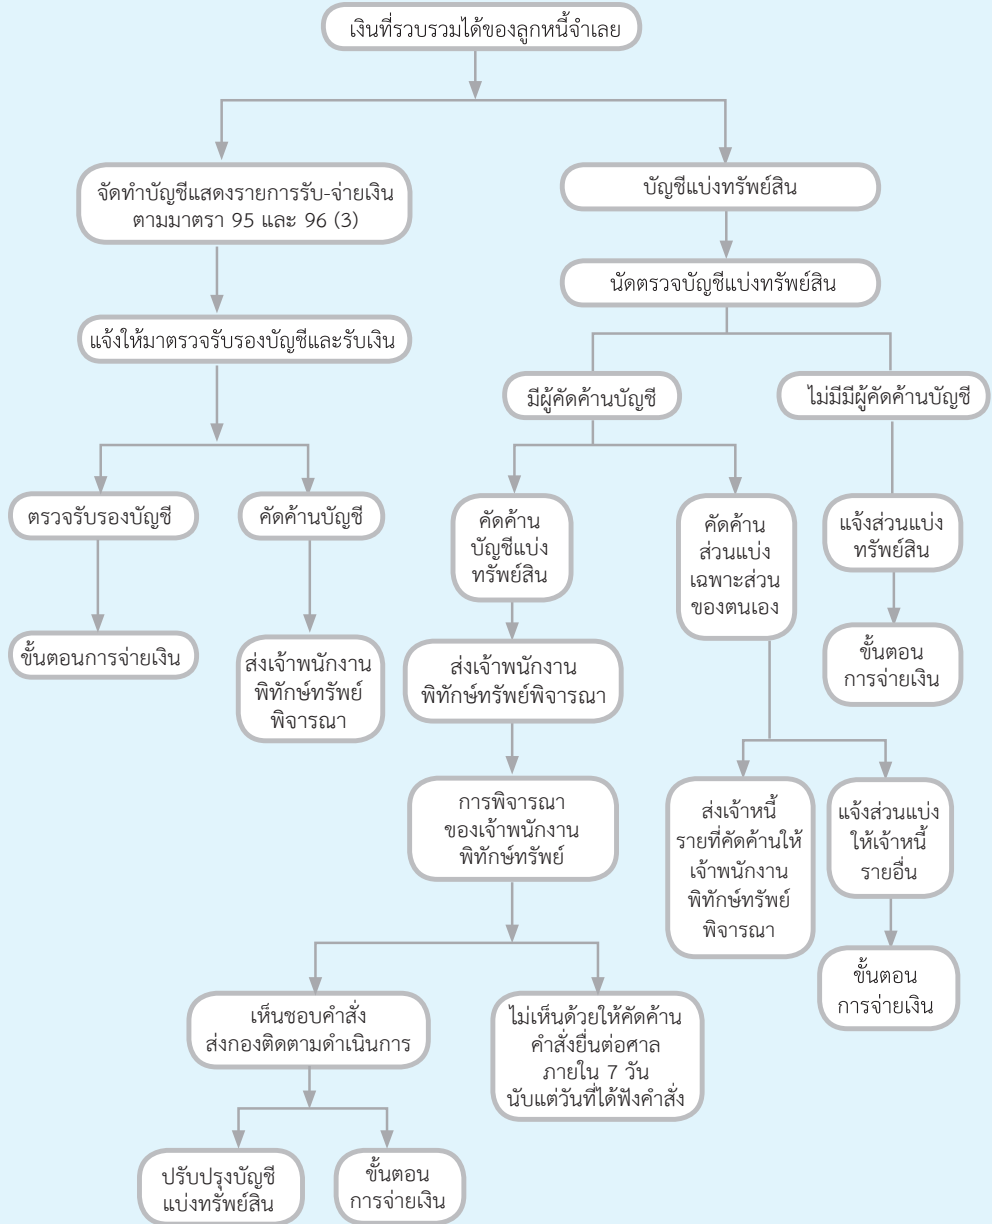 เงินที่รวบรวมได้ของลูกหนี้จำเลย
จัดทำบัญชีแสดงรายการรับ-จ่ายเงิน
ตามมาตรา 95 และ 96 (3)
บัญชีแบ่งทรัพย์สิน
นัดตรวจบัญชีแบ่งทรัพย์สิน
แจ้งให้มาตรวจรับรองบัญชีและรับเงิน
มีผู้คัดค้านบัญชี
ไม่มีมีผู้คัดค้านบัญชี
ตรวจรับรองบัญชี
คัดค้านบัญชี
คัดค้าน
บัญชีแบ่ง
ทรัพย์สิน
คัดค้าน
ส่วนแบ่ง
เฉพาะส่วน
ของตนเอง
แจ้งส่วนแบ่ง
ทรัพย์สิน
ขั้นตอนการจ่ายเงิน
ส่งเจ้าพนักงาน
พิทักษ์ทรัพย์
พิจารณา
ส่งเจ้าพนักงาน
พิทักษ์ทรัพย์พิจารณา
ขั้นตอน
การจ่ายเงิน
การพิจารณา
ของเจ้าพนักงาน
พิทักษ์ทรัพย์
ส่งเจ้าหนี้
รายที่คัดค้านให้
เจ้าพนักงาน
พิทักษ์ทรัพย์
พิจารณา
แจ้งส่วนแบ่ง
ให้เจ้าหนี้
รายอื่น
ขั้นตอน
การจ่ายเงิน
เห็นชอบคำสั่ง
ส่งกองติดตามดำเนินการ
ไม่เห็นด้วยให้คัดค้าน
คำสั่งยื่นต่อศาล
ภายใน 7 วัน
นับแต่วันที่ได้ฟังคำสั่ง
ปรับปรุงบัญชี
แบ่งทรัพย์สิน
ขั้นตอน
การจ่ายเงิน